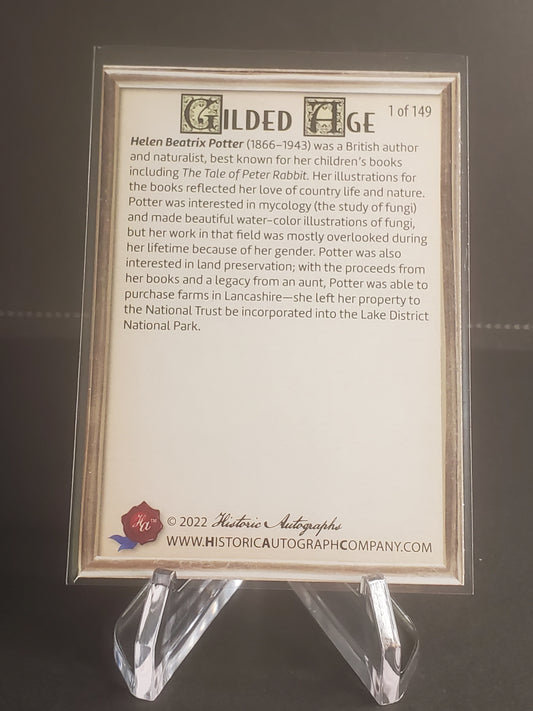 GILDED AGE 1 of 149
Helen Beatrix Potter (1866–1943) was a British author
and naturalist, best known for her children's books
including The Tale of Peter Rabbit. Her illustrations for
the books reflected her love of country life and nature.
Potter was interested in mycology (the study of fungi)
and made beautiful water-color illustrations of fungi,
but her work in that field was mostly overlooked during
her lifetime because of her gender. Potter was also
interested in land preservation; with the proceeds from
her books and a legacy from an aunt, Potter was able to
purchase farms in Lancashire—she left her property to
the National Trust be incorporated into the Lake District
National Park.
Ha™ © 2022 Historic Autographs
WWW.HISTORICAUTOGRAPHCOMPANY.COM